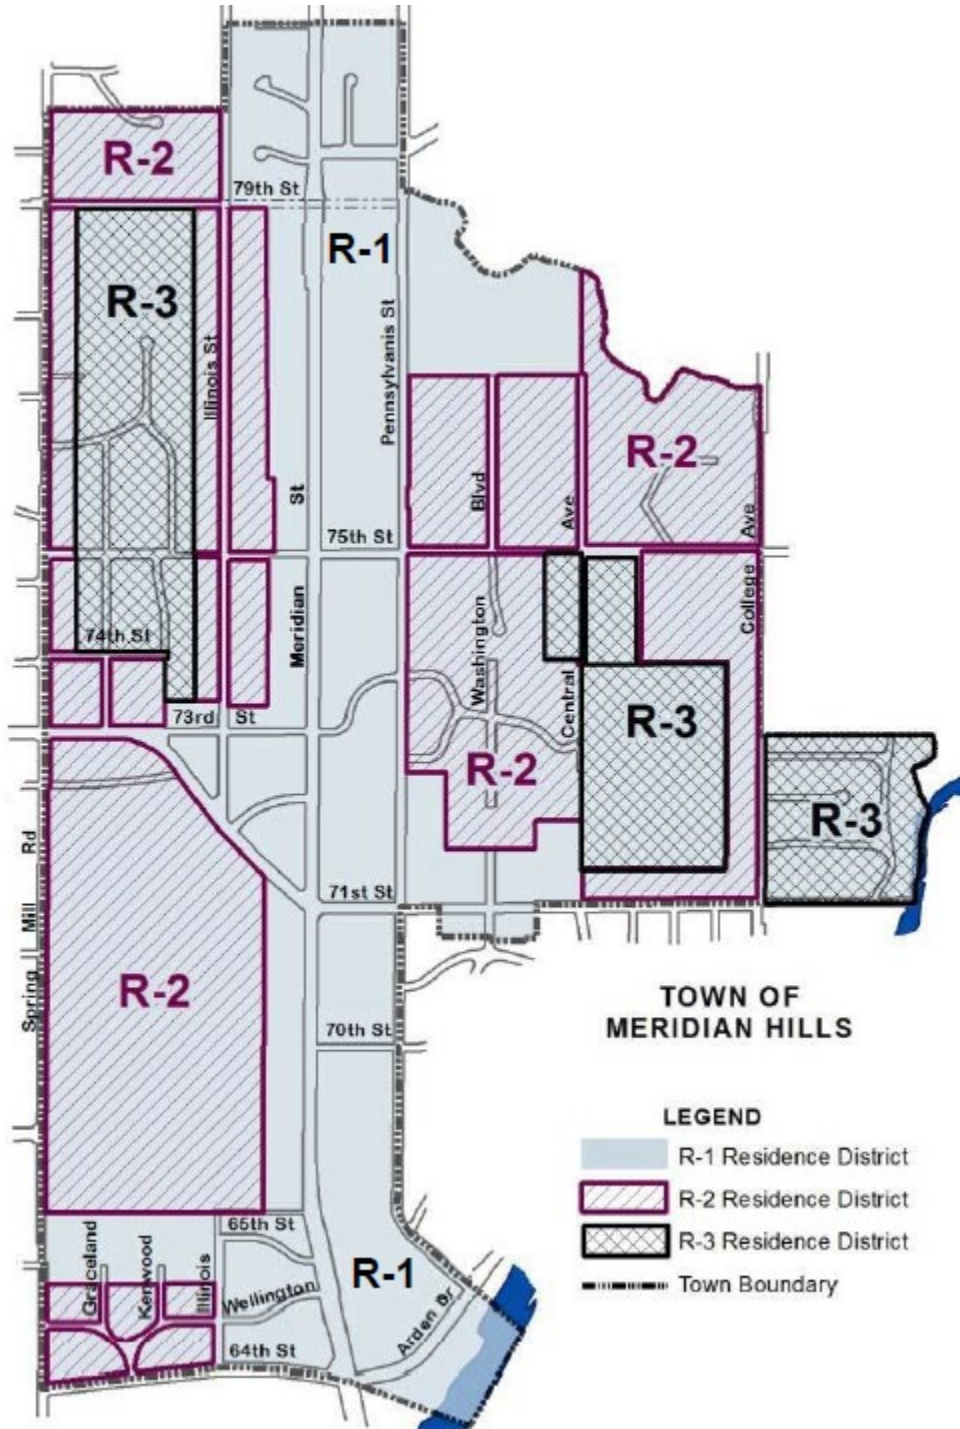 R-2
79th St
R-1
R-3
Illinois St
Pennsylvanis St
R-2
St
Blvd
Ave
Ave
75th St
Meridian
Washington
Central
College
74th St
73rd St
R-3
R-2
R-3
Spring Mill Rd
71st St
R-2
70th St
TOWN OF
MERIDIAN HILLS
LEGEND
R-1 Residence District
R-2 Residence District
R-3 Residence District
Town Boundary
65th St
Graceland
Kenwood
Illinois
Wellington
R-1
Arden Dr
64th St